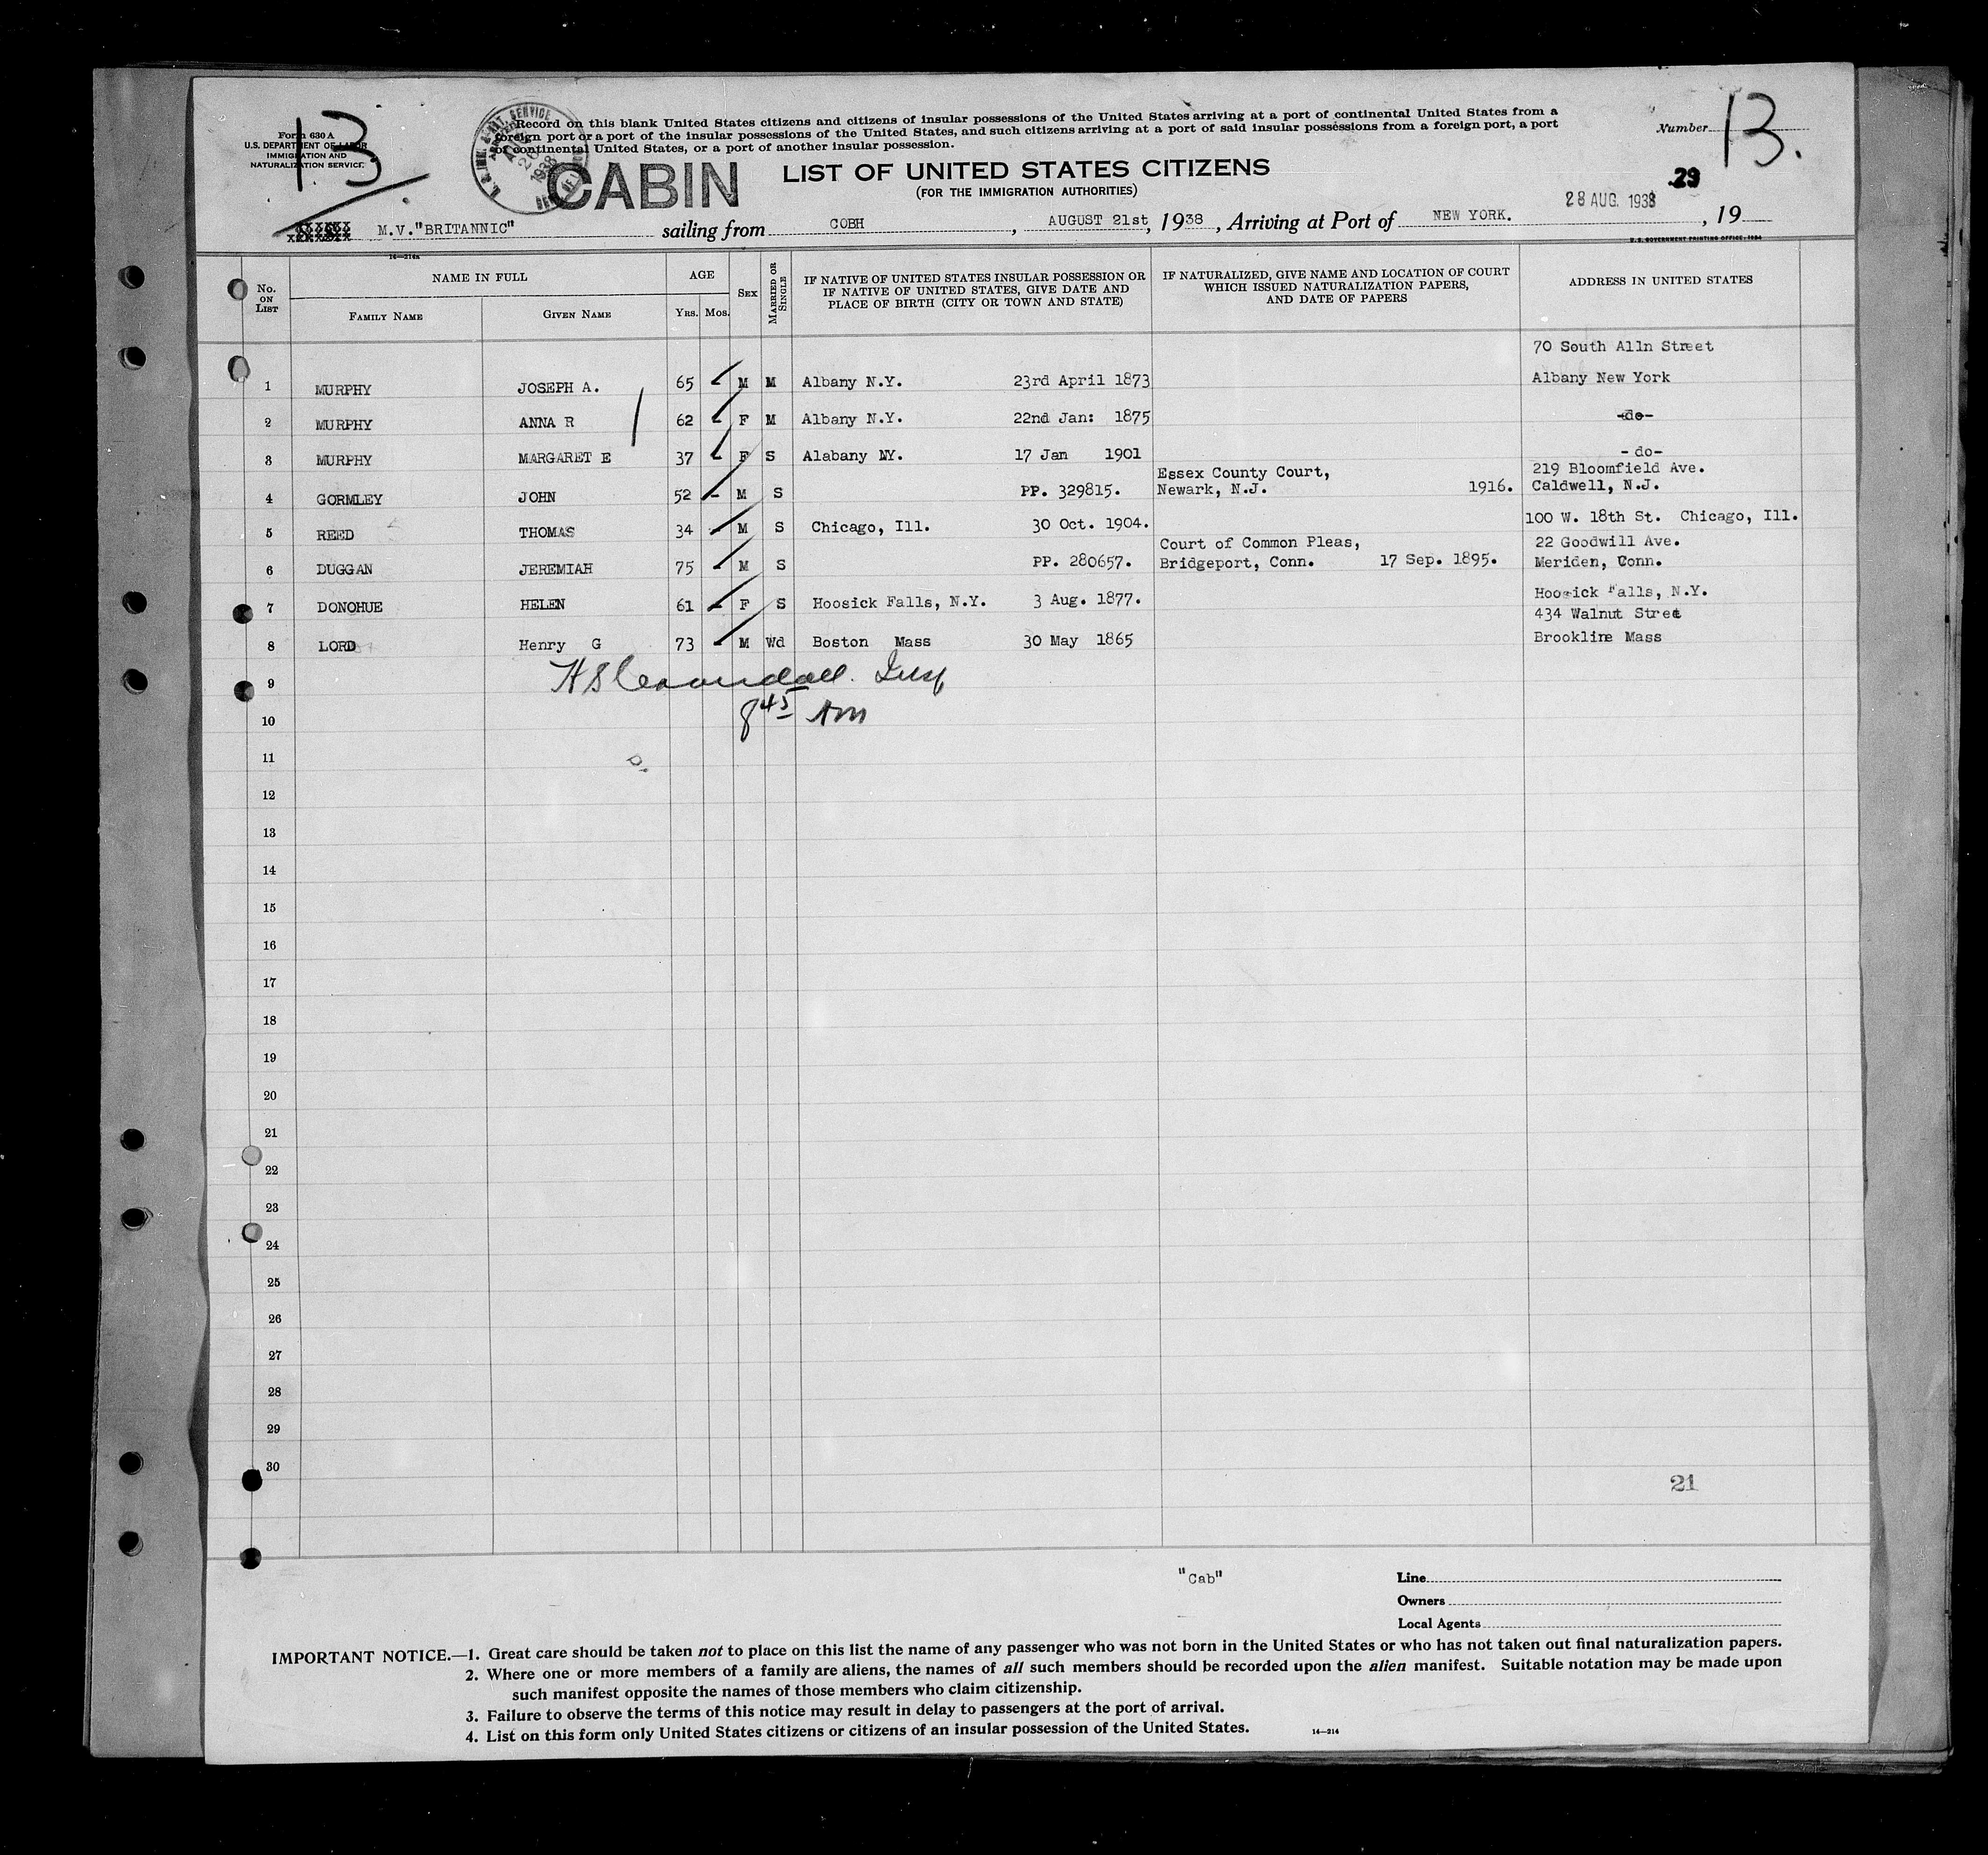 13
Form 630 A
U.S. DEPARTMENT OF LABOR
IMMIGRATION AND
NATURALIZATION SERVICE.
Record on this blank United States citizens and citizens of insular possessions of the United States arriving at a port of continental United States from a
foreign port or a port of the insular possessions of the United States, and such citizens arriving at a port of said insular possessions from a foreign port, a port
of continental United States, or a port of another insular possession.
Number 13.
CABIN
LIST OF UNITED STATES CITIZENS
(FOR THE IMMIGRATION AUTHORITIES)
M.V."BRITANNIC" sailing from COBH, AUGUST 21st, 1938, Arriving at Port of NEW YORK. 28 AUG. 1938 29, 19
U.S. GOVERNMENT PRINTING OFFICE: 1934
No. ON LIST
NAME IN FULL
FAMILY NAME
GIVEN NAME
AGE
YRS. MOS.
SEX
MARRIED OR SINGLE
IF NATIVE OF UNITED STATES INSULAR POSSESSION OR
IF NATIVE OF UNITED STATES, GIVE DATE AND
PLACE OF BIRTH (CITY OR TOWN AND STATE)
IF NATURALIZED, GIVE NAME AND LOCATION OF COURT
WHICH ISSUED NATURALIZATION PAPERS,
AND DATE OF PAPERS
ADDRESS IN UNITED STATES
70 South Alln Street
1 MURPHY JOSEPH A. 65 M M Albany N.Y. 23rd April 1873 Albany New York
2 MURPHY ANNA R 62 F M Albany N.Y. 22nd Jan: 1875 -do-
3 MURPHY MARGARET E 37 F S Alabany NY. 17 Jan 1901 - do-
Essex County Court, 219 Bloomfield Ave.
4 GORMLEY JOHN 52 M S PP. 329815. Newark, N.J. 1916. Caldwell, N.J.
5 REED THOMAS 34 M S Chicago, Ill. 30 Oct. 1904. 100 W. 18th St. Chicago, Ill.
Court of Common Pleas, 22 Goodwill Ave.
6 DUGGAN JEREMIAH 75 M S PP. 280657. Bridgeport, Conn. 17 Sep. 1895. Meriden, Conn.
7 DONOHUE HELEN 61 F S Hoosick Falls, N.Y. 3 Aug. 1877. Hoosick Falls, N.Y.
434 Walnut Street
8 LORD Henry G 73 M Wd Boston Mass 30 May 1865 Brookline Mass
9
Insp
10
8 45 AM
11
12
13
14
15
16
17
18
19
20
21
22
23
24
25
26
27
28
29
30
21
"Cab"
Line
Owners
Local Agents
IMPORTANT NOTICE.—1. Great care should be taken not to place on this list the name of any passenger who was not born in the United States or who has not taken out final naturalization papers.
2. Where one or more members of a family are aliens, the names of all such members should be recorded upon the alien manifest. Suitable notation may be made upon
such manifest opposite the names of those members who claim citizenship.
3. Failure to observe the terms of this notice may result in delay to passengers at the port of arrival.
4. List on this form only United States citizens or citizens of an insular possession of the United States.
14—214